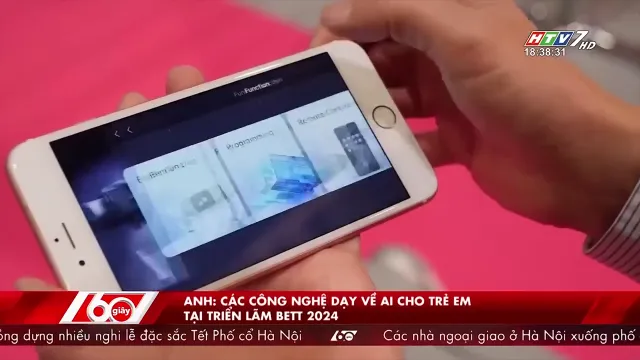 HTV7 HD
18:38:31
Function
Programming
60 giây
ANH: CÁC CÔNG NGHỆ DẠY VỀ AI CHO TRẺ EM
TẠI TRIỂN LÃM BETT 2024
ông dựng nhiều nghi lễ đặc sắc Tết Phố cổ Hà Nội 60 Các nhà ngoại giao ở Hà Nội xuống phố